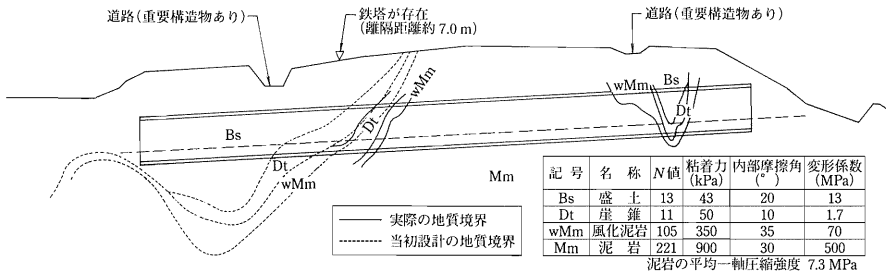 道路(重要構造物あり)
鉄塔が存在
(離隔距離約 7.0 m)
道路(重要構造物あり)
wMm
Bs
Dt
wMm
Dt
Bs
Dt
wMm
Mm
実際の地質境界
当初設計の地質境界
記号 名称 N値 粘着力(kPa) 内部摩擦角(°) 変形係数(MPa)
Bs 盛土 13 43 20 13
Dt 崖錐 11 50 10 1.7
wMm 風化泥岩 105 350 35 70
Mm 泥岩 221 900 30 500
泥岩の平均一軸圧縮強度 7.3 MPa